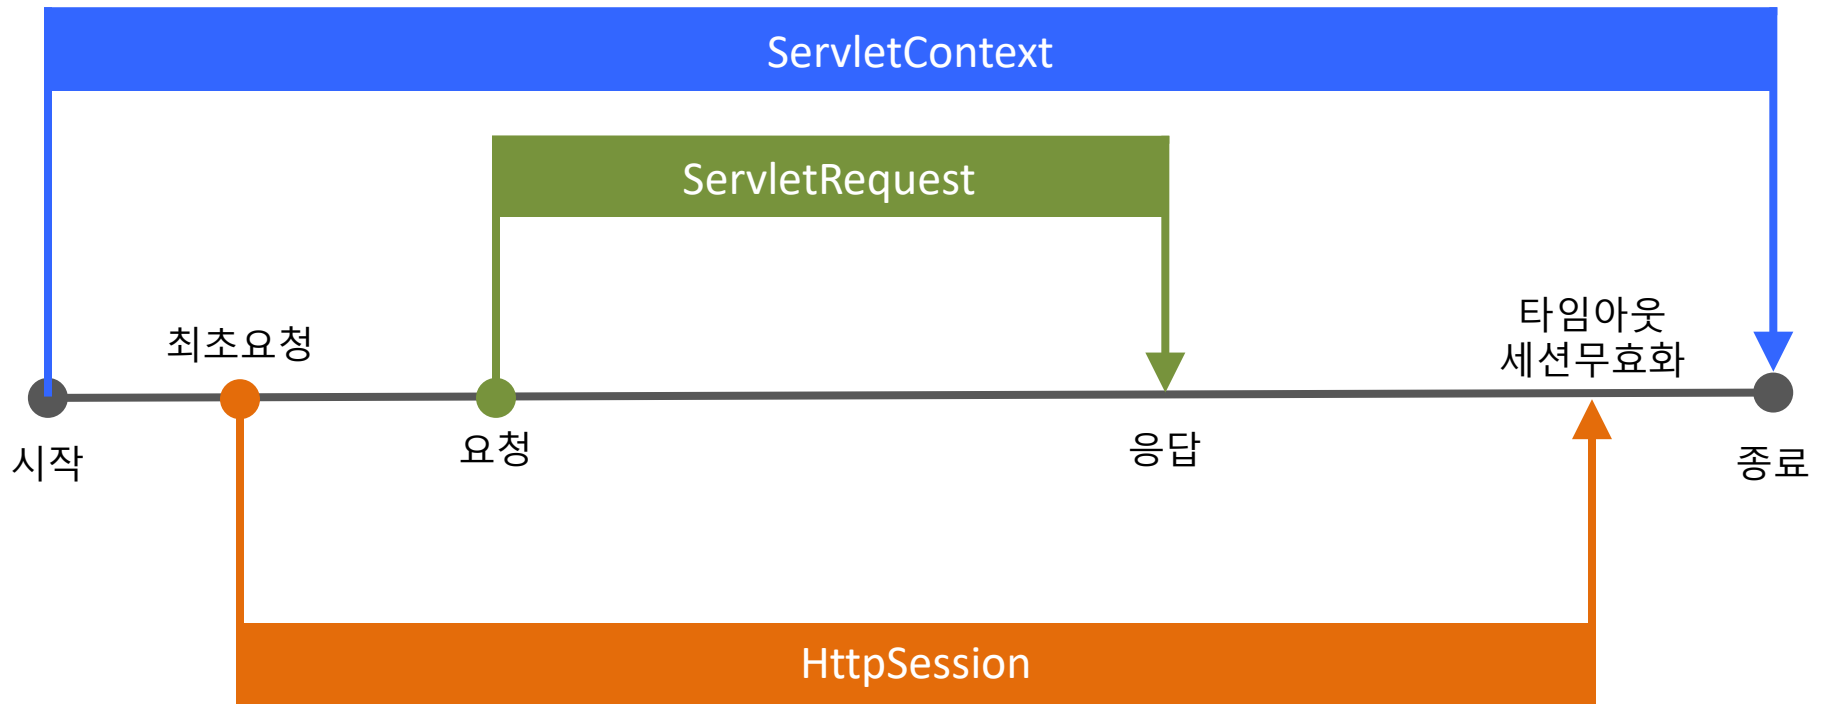 ServletContext
ServletRequest
타임아웃
세션무효화
최초요청
시작
요청
응답
종료
HttpSession